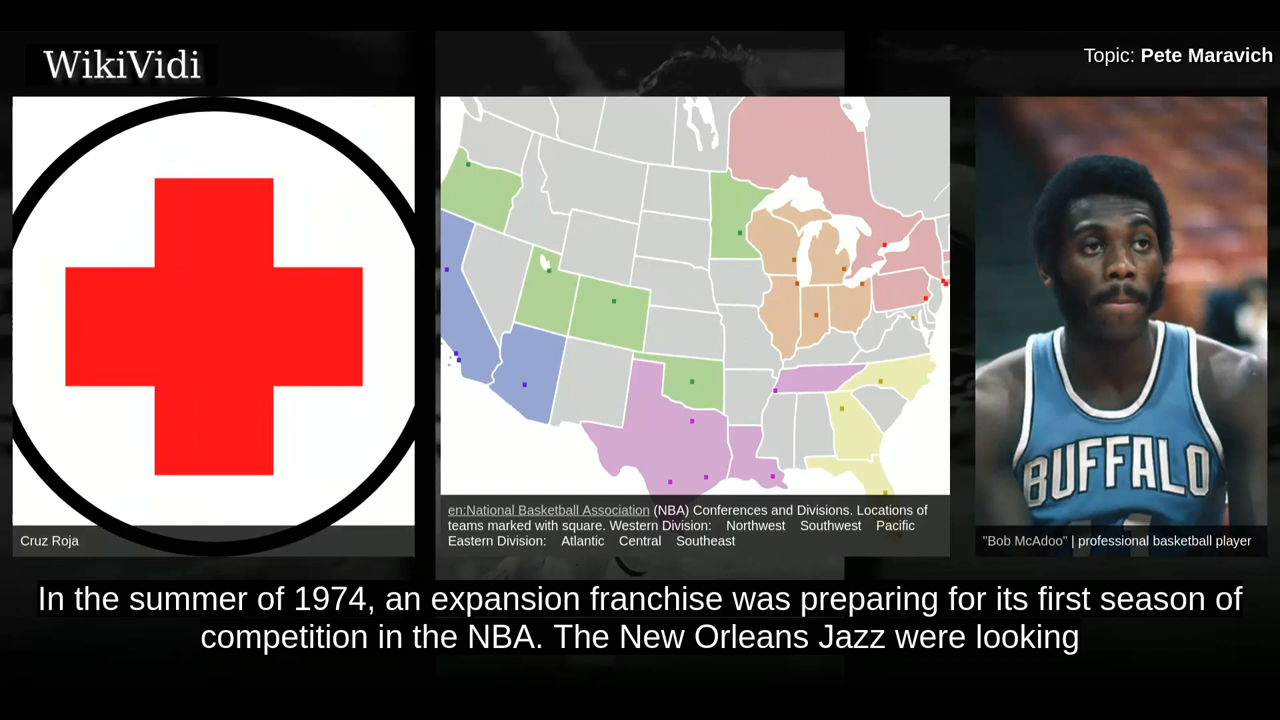 WikiVidi
Topic: Pete Maravich
Cruz Roja
en:National Basketball Association (NBA) Conferences and Divisions. Locations of
teams marked with square. Western Division: Northwest Southwest Pacific
Eastern Division: Atlantic Central Southeast
BUFFALO
"Bob McAdoo" | professional basketball player
In the summer of 1974, an expansion franchise was preparing for its first season of
competition in the NBA. The New Orleans Jazz were looking